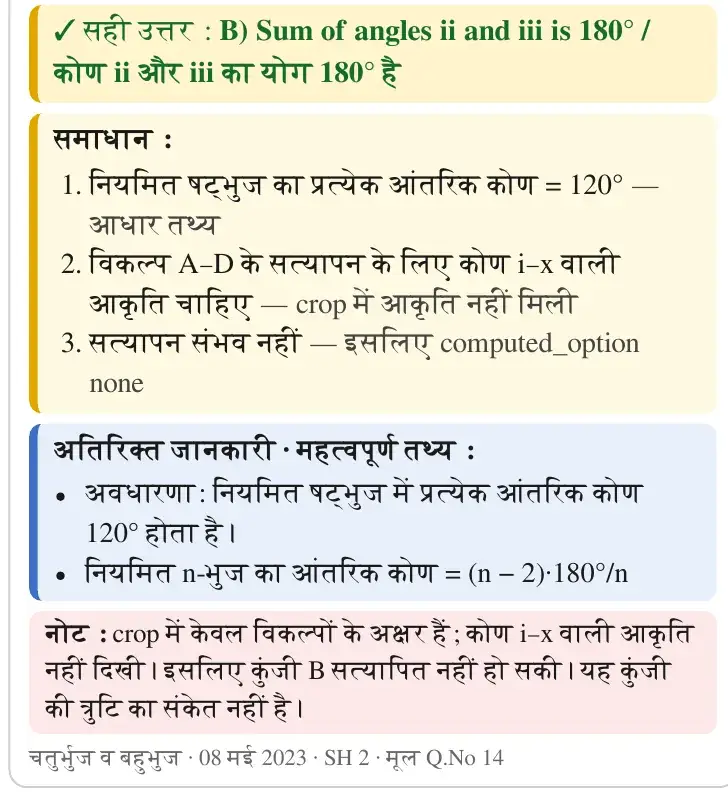 ✓ सही उत्तर : B) Sum of angles ii and iii is 180° /
कोण ii और iii का योग 180° है
समाधान :
1. नियमित षट्भुज का प्रत्येक आंतरिक कोण = 120° —
आधार तथ्य
2. विकल्प A–D के सत्यापन के लिए कोण i–x वाली
आकृति चाहिए — crop में आकृति नहीं मिली
3. सत्यापन संभव नहीं — इसलिए computed_option
none
अतिरिक्त जानकारी · महत्वपूर्ण तथ्य :
• अवधारणा : नियमित षट्भुज में प्रत्येक आंतरिक कोण
120° होता है।
• नियमित n-भुज का आंतरिक कोण = (n − 2)·180°/n
नोट : crop में केवल विकल्पों के अक्षर हैं ; कोण i–x वाली आकृति
नहीं दिखी। इसलिए कुंजी B सत्यापित नहीं हो सकी। यह कुंजी
की त्रुटि का संकेत नहीं है।
चतुर्भुज व बहुभुज · 08 मई 2023 · SH 2 · मूल Q.No 14